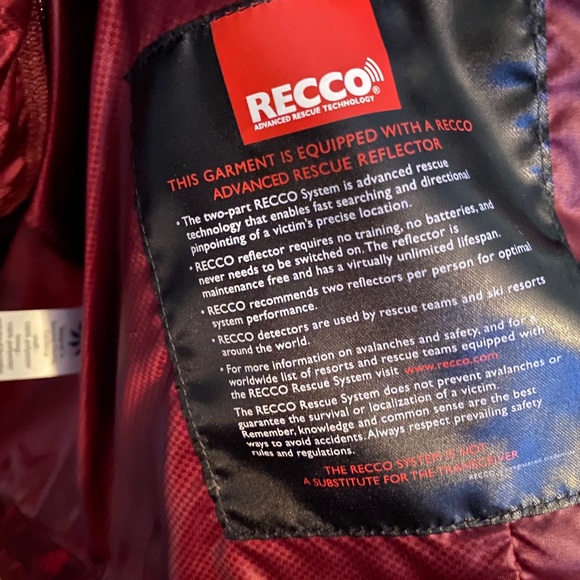 RECCO®
ADVANCED RESCUE TECHNOLOGY
THIS GARMENT IS EQUIPPED WITH A RECCO
ADVANCED RESCUE REFLECTOR
• The two-part RECCO System is advanced rescue
technology that enables fast searching and directional
pinpointing of a victim's precise location.
• RECCO reflector requires no training, no batteries, and
never needs to be switched on. The reflector is
maintenance free and has a virtually unlimited lifespan.
• RECCO recommends two reflectors per person for optimal
system performance.
• RECCO detectors are used by rescue teams and ski resorts
around the world.
• For more information on avalanches and safety, and for a
worldwide list of resorts and rescue teams equipped with
the RECCO Rescue System visit www.recco.com
The RECCO Rescue System does not prevent avalanches or
guarantee the survival or localization of a victim.
Remember, knowledge and common sense are the best
ways to avoid accidents. Always respect prevailing safety
rules and regulations.
THE RECCO SYSTEM IS NOT
A SUBSTITUTE FOR THE TRANSCEIVER